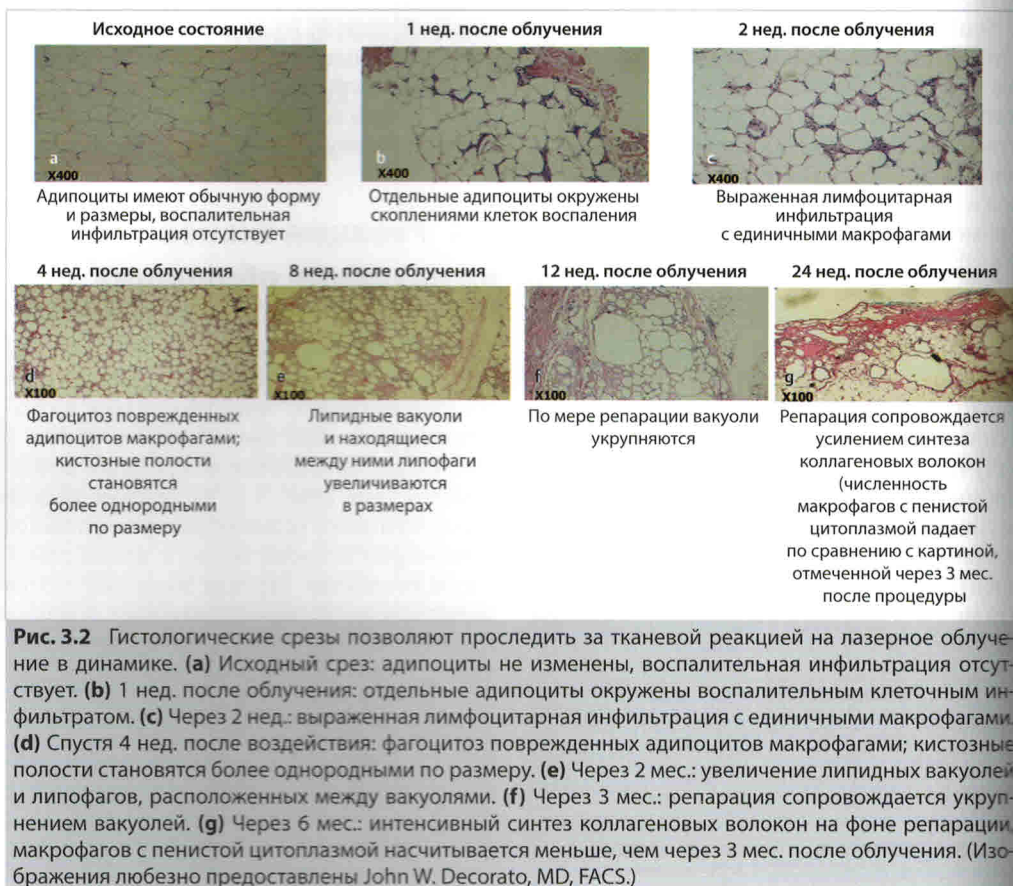 Исходное состояние
1 нед. после облучения
2 нед. после облучения
a
X400
b
X400
c
X400
Адипоциты имеют обычную форму
и размеры, воспалительная
инфильтрация отсутствует
Отдельные адипоциты окружены
скоплениями клеток воспаления
Выраженная лимфоцитарная
инфильтрация
с единичными макрофагами
4 нед. после облучения
8 нед. после облучения
12 нед. после облучения
24 нед. после облучения
d
X100
e
X100
f
X100
g
X100
Фагоцитоз поврежденных
адипоцитов макрофагами;
кистозные полости
становятся
более однородными
по размеру
Липидные вакуоли
и находящиеся
между ними липофаги
увеличиваются
в размерах
По мере репарации вакуоли
укрупняются
Репарация сопровождается
усилением синтеза
коллагеновых волокон
(численность
макрофагов с пенистой
цитоплазмой падает
по сравнению с картиной,
отмеченной через 3 мес.
после процедуры
Рис. 3.2 Гистологические срезы позволяют проследить за тканевой реакцией на лазерное облуче-
ние в динамике. (a) Исходный срез: адипоциты не изменены, воспалительная инфильтрация отсут-
ствует. (b) 1 нед. после облучения: отдельные адипоциты окружены воспалительным клеточным ин-
фильтратом. (c) Через 2 нед.: выраженная лимфоцитарная инфильтрация с единичными макрофагами.
(d) Спустя 4 нед. после воздействия: фагоцитоз поврежденных адипоцитов макрофагами; кистозные
полости становятся более однородными по размеру. (e) Через 2 мес.: увеличение липидных вакуолей
и липофагов, расположенных между вакуолями. (f) Через 3 мес.: репарация сопровождается укруп-
нением вакуолей. (g) Через 6 мес.: интенсивный синтез коллагеновых волокон на фоне репарации,
макрофагов с пенистой цитоплазмой насчитывается меньше, чем через 3 мес. после облучения. (Изо-
бражения любезно предоставлены John W. Decorato, MD, FACS.)